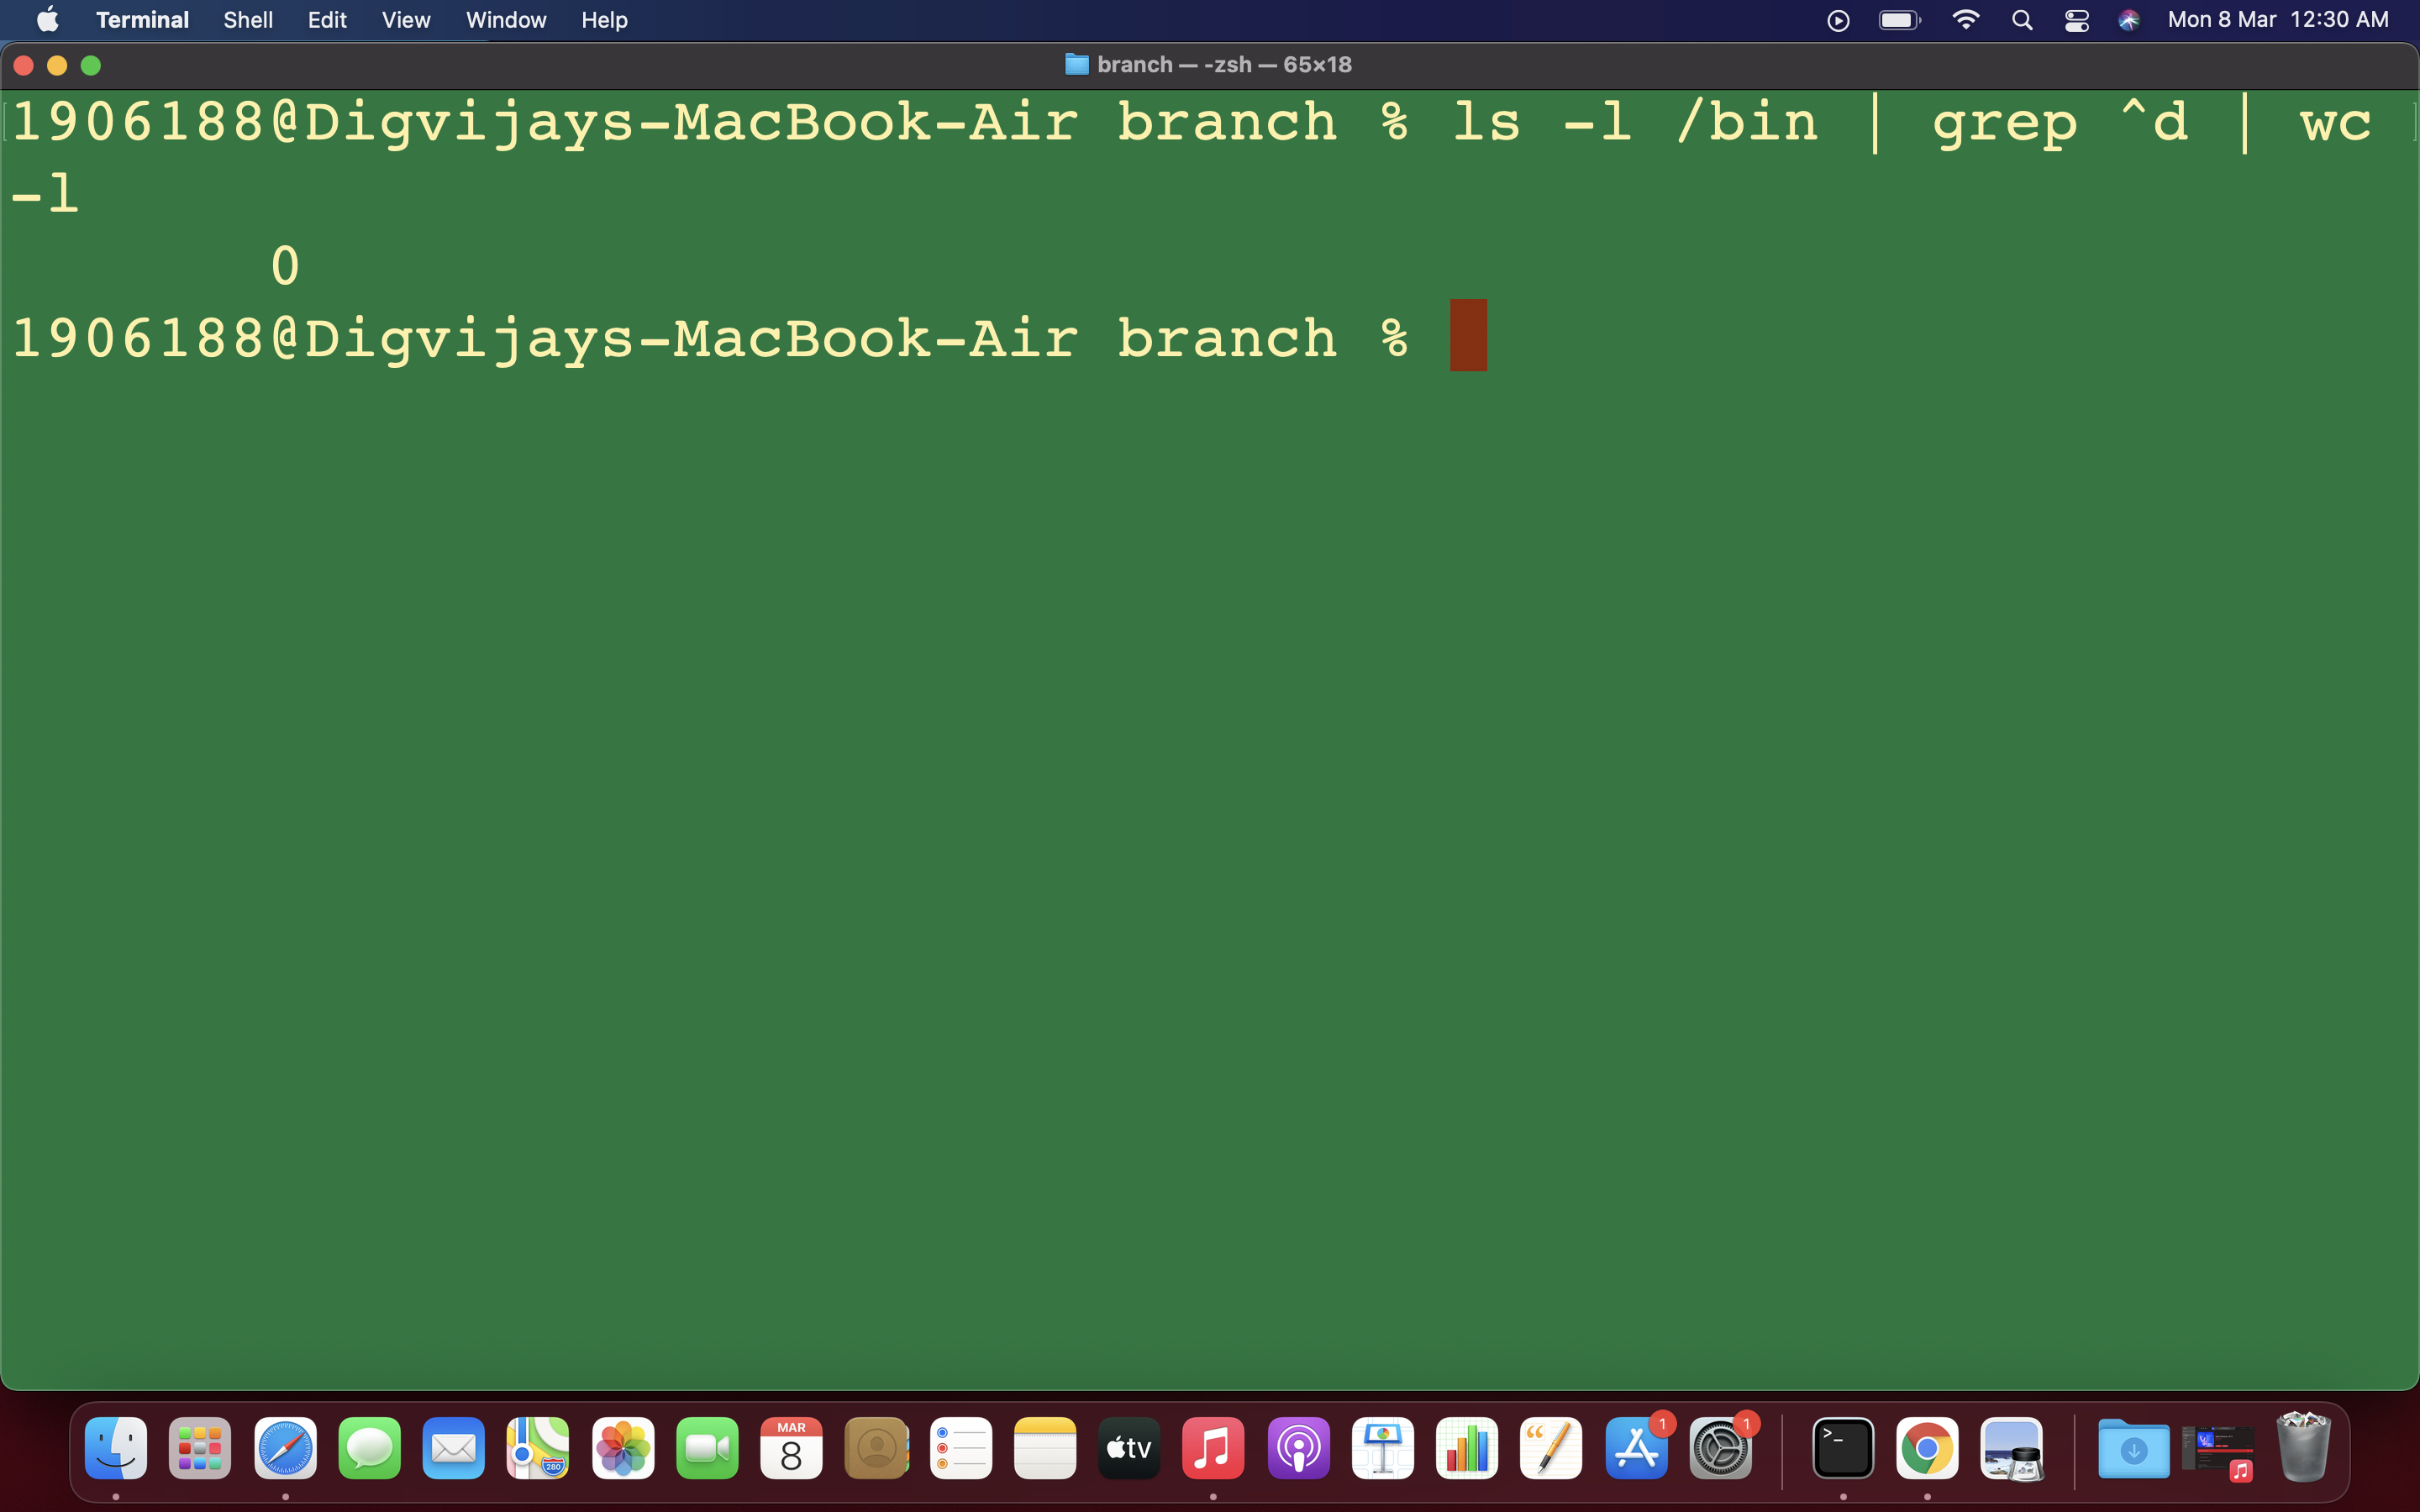 Terminal Shell Edit View Window Help Mon 8 Mar 12:30 AM
branch — -zsh — 65×18
1906188@Digvijays-MacBook-Air branch % ls -l /bin | grep ^d | wc
-l
0
1906188@Digvijays-MacBook-Air branch %
MAR
8
280
tv
1
1
>_